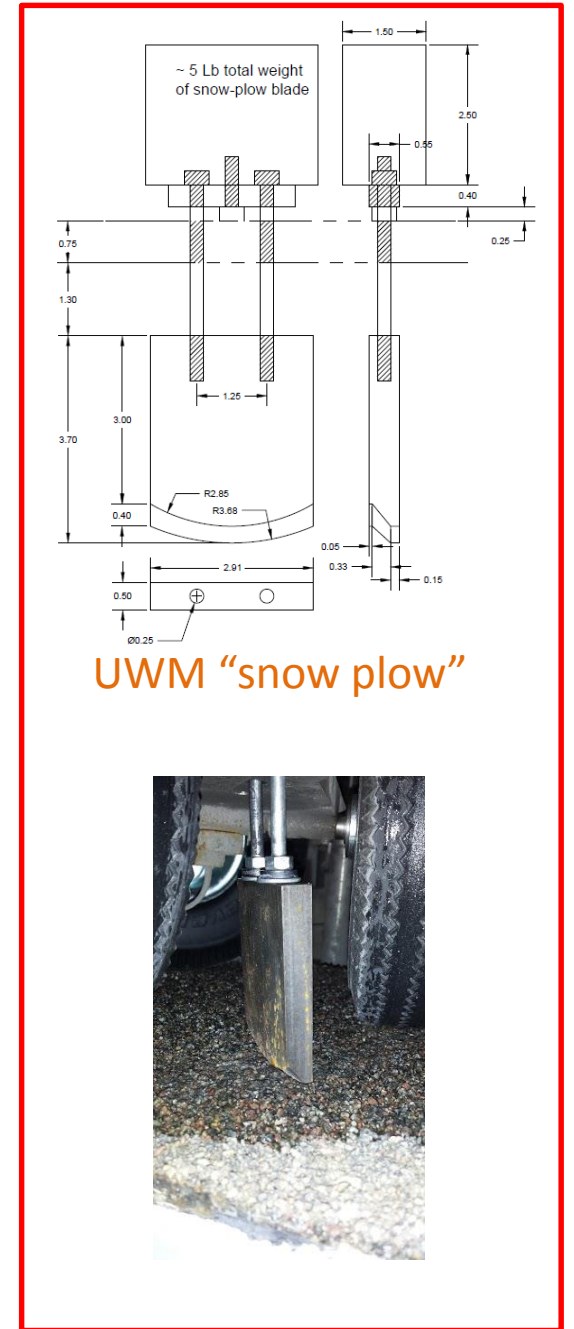 1.50
~ 5 Lb total weight
of snow-plow blade
2.50
0.55
0.40
0.25
0.75
1.30
1.25
3.00
3.70
R2.85
R3.68
0.40
0.05
0.33
0.15
2.91
0.50
Ø0.25
UWM “snow plow”